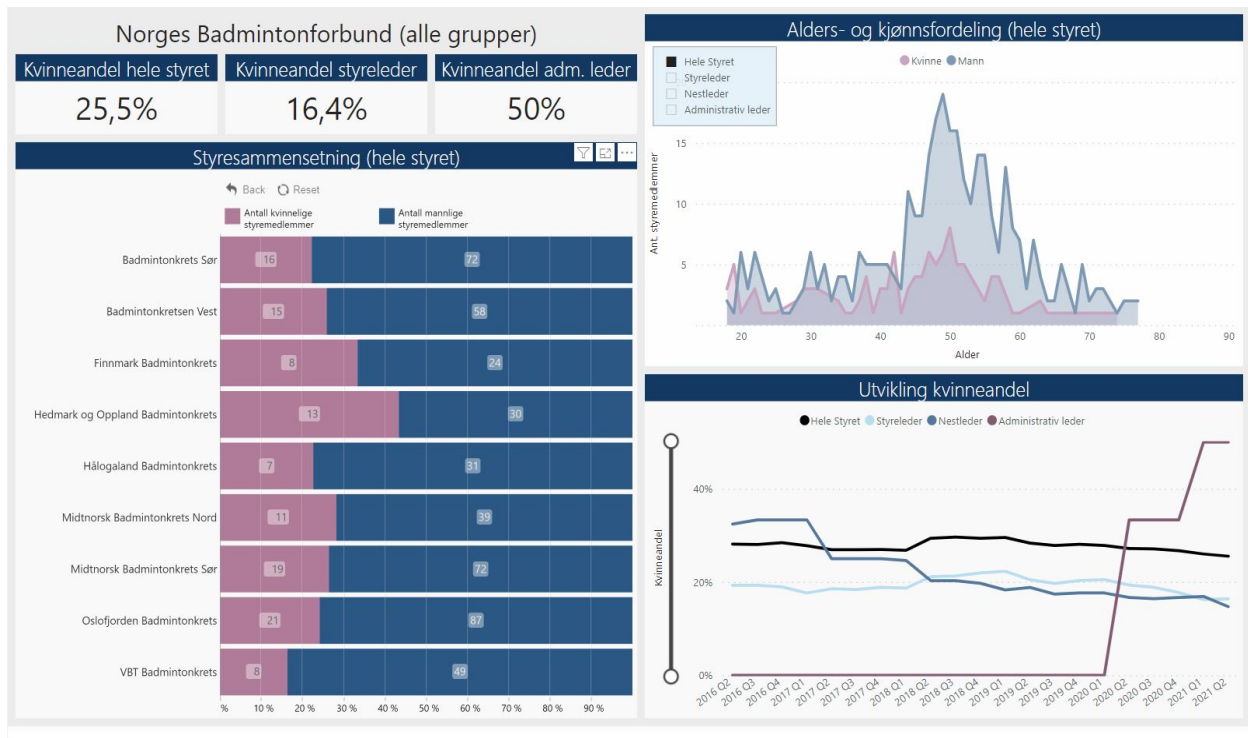 Norges Badmintonforbund (alle grupper)
Kvinneandel hele styret
25,5%
Kvinneandel styreleder
16,4%
Kvinneandel adm. leder
50%
Styresammensetning (hele styret)
Back
Reset
Antall kvinnelige
styremedlemmer
Antall mannlige
styremedlemmer
Badmintonkrets Sør 16 72
Badmintonkretsen Vest 15 58
Finnmark Badmintonkrets 8 24
Hedmark og Oppland Badmintonkrets 13 30
Hålogaland Badmintonkrets 7 31
Midtnorsk Badmintonkrets Nord 11 39
Midtnorsk Badmintonkrets Sør 19 72
Oslofjorden Badmintonkrets 21 87
VBT Badmintonkrets 8 49
% 10 % 20 % 30 % 40 % 50 % 60 % 70 % 80 % 90 %
Alders- og kjønnsfordeling (hele styret)
Hele Styret
Styreleder
Nestleder
Administrativ leder
Kvinne Mann
Ant. styremedlemmer
15
10
5
20 30 40 50 60 70 80 90
Alder
Utvikling kvinneandel
Hele Styret Styreleder Nestleder Administrativ leder
Kvinneandel
40%
20%
0%
2016 Q2 2016 Q3 2016 Q4 2017 Q1 2017 Q2 2017 Q3 2017 Q4 2018 Q1 2018 Q2 2018 Q3 2018 Q4 2019 Q1 2019 Q2 2019 Q3 2019 Q4 2020 Q1 2020 Q2 2020 Q3 2020 Q4 2021 Q1 2021 Q2